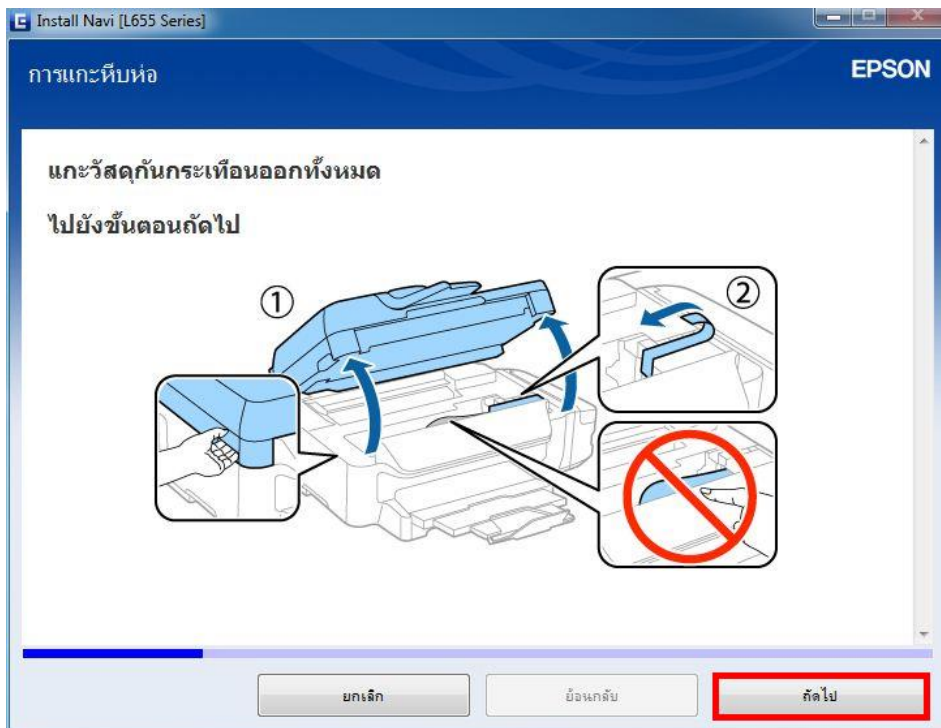 E Install Navi [L655 Series]
การแกะหีบห่อ
EPSON
แกะวัสดุกันกระเทือนออกทั้งหมด
ไปยังขั้นตอนถัดไป
①
②
ยกเลิก
ย้อนกลับ
ถัดไป